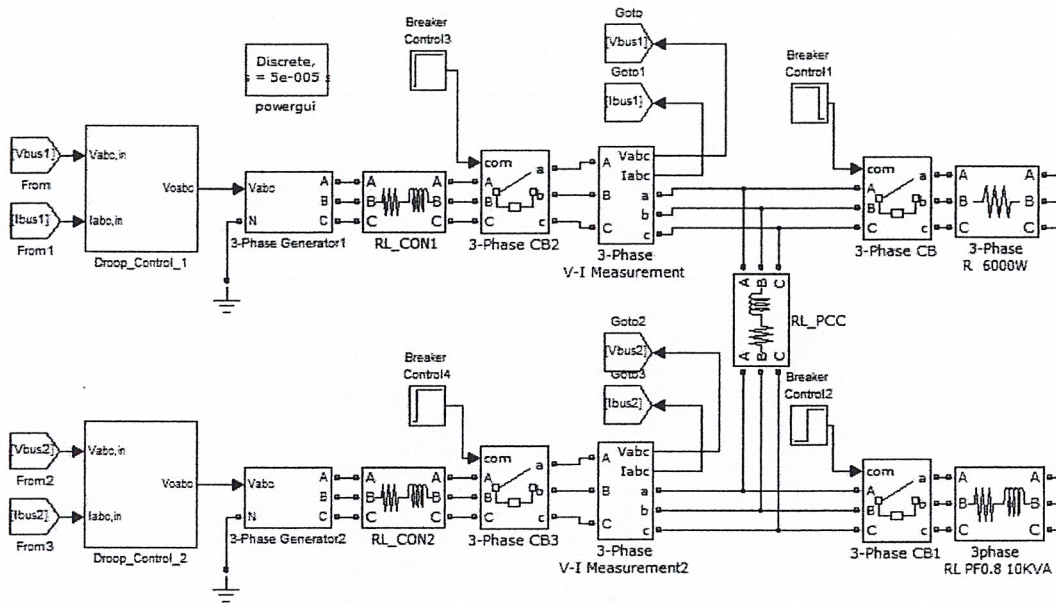 Goto
Breaker
Control3
[Vbus1]
Discrete,
= 5e-005
powergui
Goto1
[Ibus1]
Breaker
Control1
[Vbus1]
Vabc,in
From
Voabc
[Ibus1]
Iabc,in
From1
Droop_Control_1
Vabc
N
A
B
C
3-Phase Generator1
A
B
C
A
B
C
RL_CON1
com
A
B
C
a
b
c
3-Phase CB2
A
B
C
Vabc
Iabc
a
b
c
3-Phase
V-I Measurement
com
A
B
C
a
b
c
3-Phase CB
A
B
C
A
B
C
3-Phase
R 6000W
A
B
C
A
B
C
RL_PCC
Goto2
[Vbus2]
Breaker
Control4
Goto3
[Ibus2]
Breaker
Control2
[Vbus2]
Vabc,in
From2
Voabc
[Ibus2]
Iabc,in
From3
Droop_Control_2
Vabc
N
A
B
C
3-Phase Generator2
A
B
C
A
B
C
RL_CON2
com
A
B
C
a
b
c
3-Phase CB3
A
B
C
Vabc
Iabc
a
b
c
3-Phase
V-I Measurement2
com
A
B
C
a
b
c
3-Phase CB1
A
B
C
A
B
C
3phase
RL PF0.8 10KVA